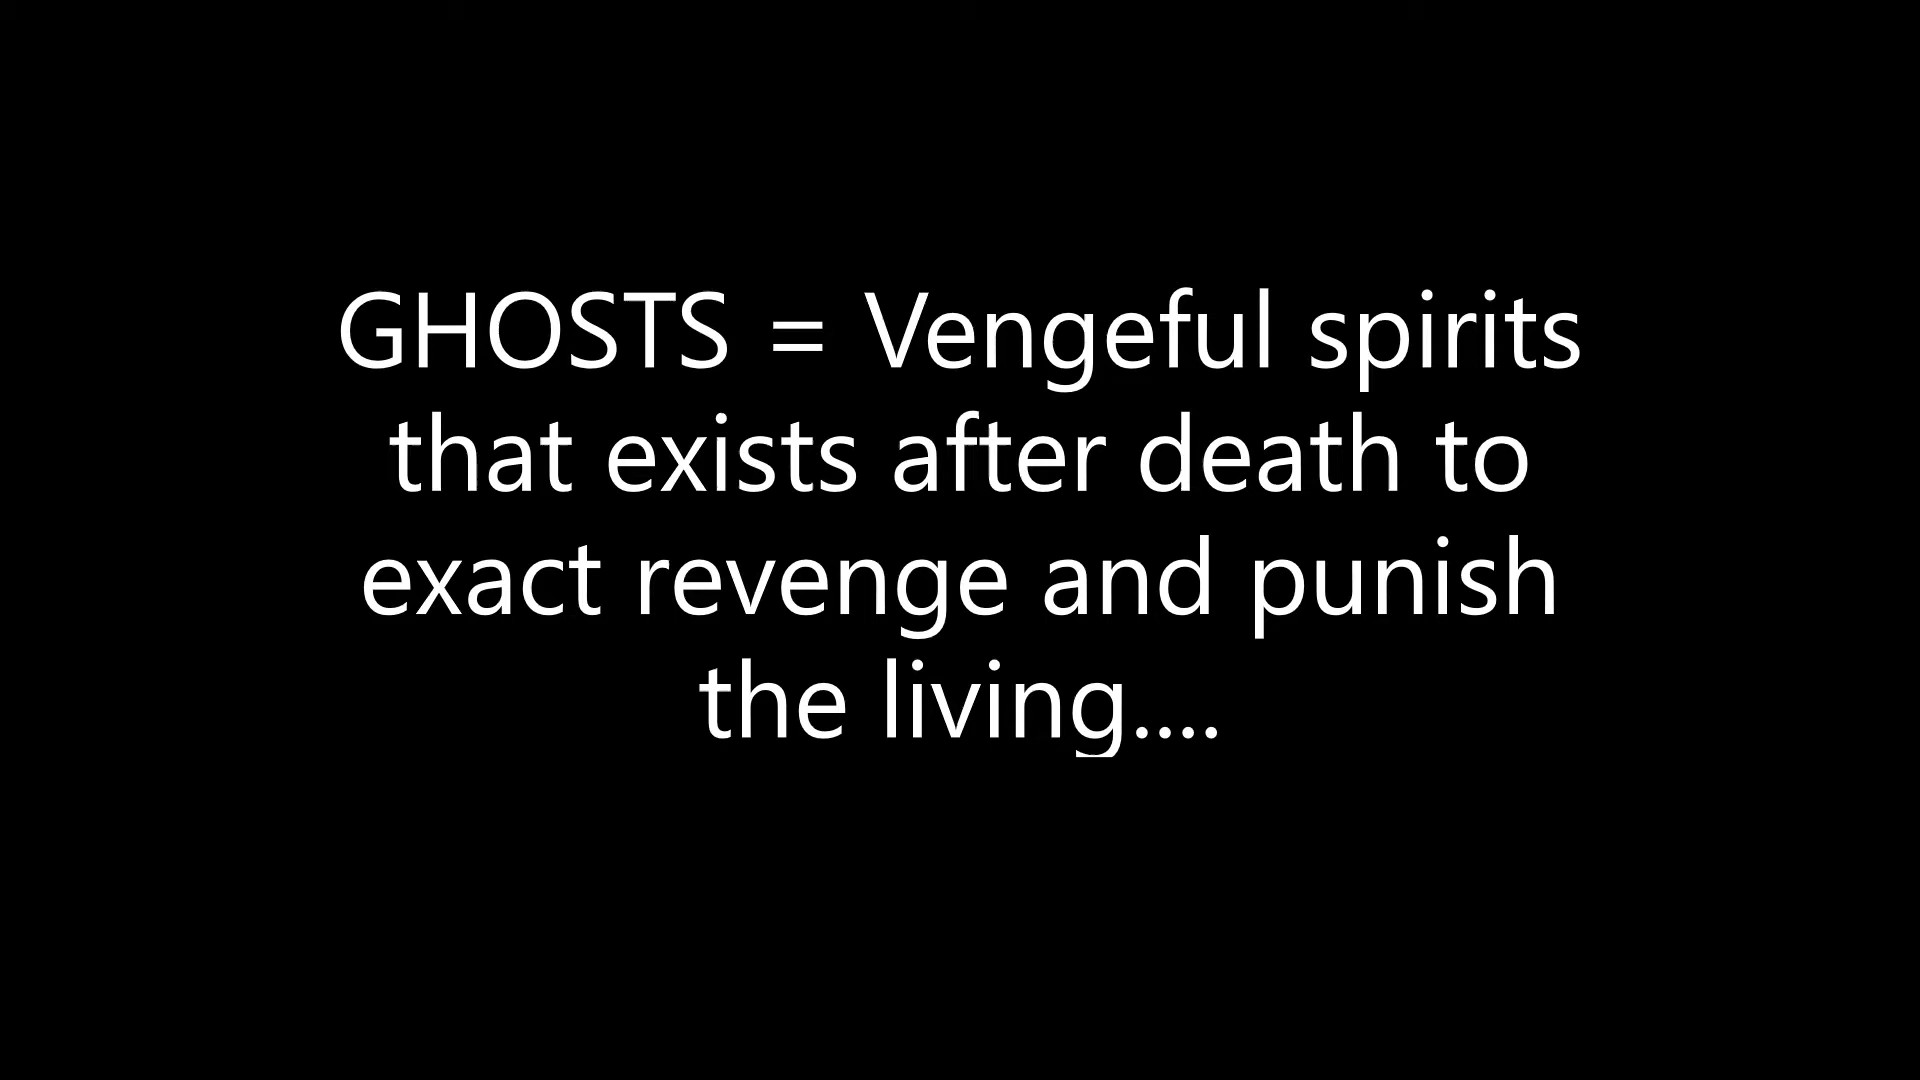 GHOSTS = Vengeful spirits
that exists after death to
exact revenge and punish
the living....